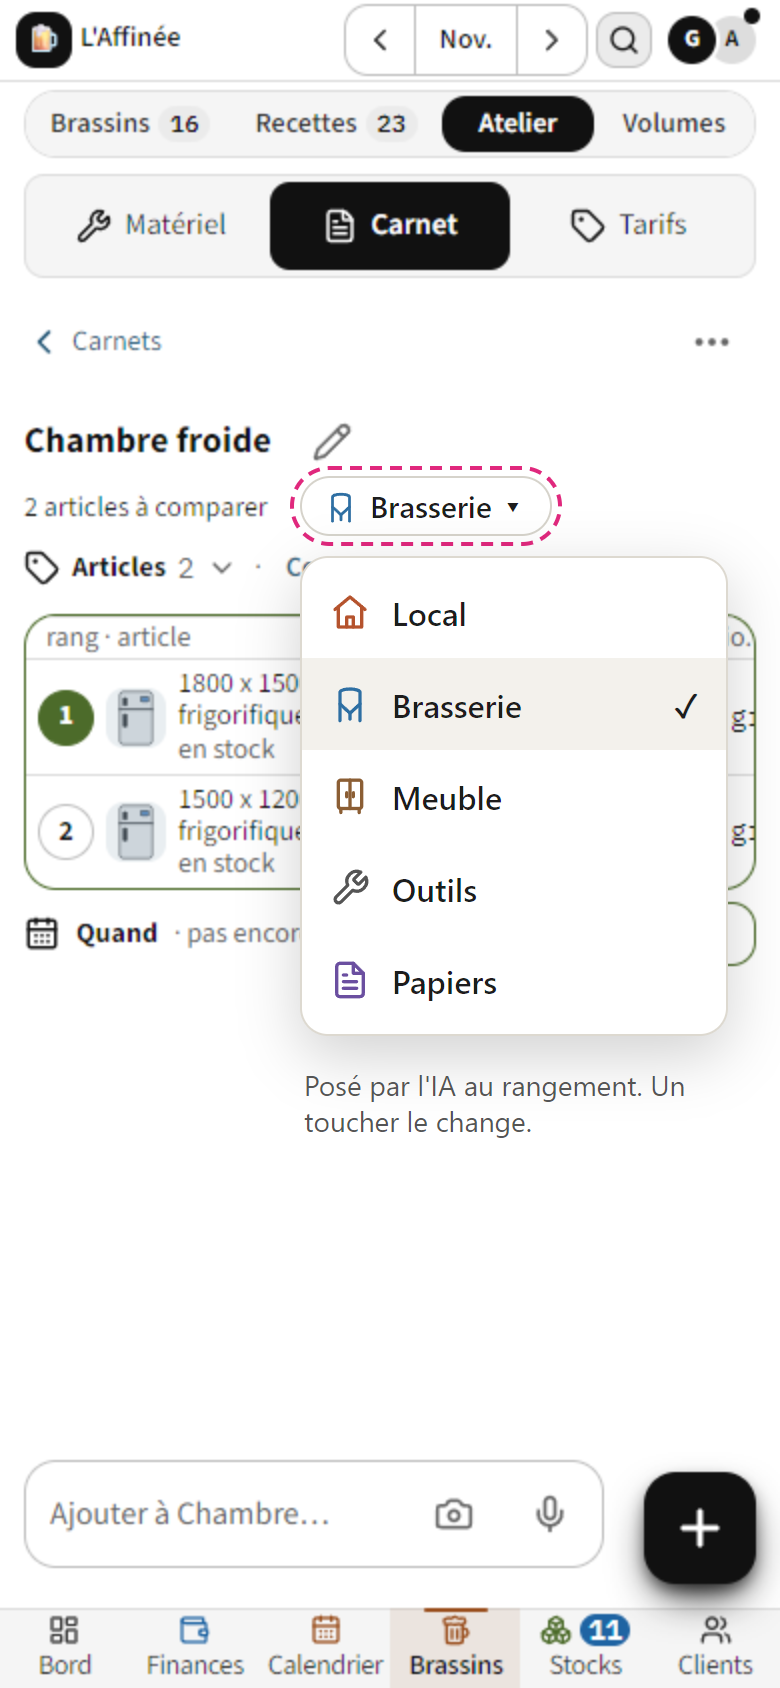 L'Affinée
Nov.
G
A
Brassins 16
Recettes 23
Atelier
Volumes
Matériel
Carnet
Tarifs
Carnets
Chambre froide
2 articles à comparer
Brasserie
Articles 2 ·
rang · article
1
1800 x 150
frigorifique
en stock
2
1500 x 120
frigorifique
en stock
Quand · pas encor
Local
Brasserie ✓
Meuble
Outils
Papiers
Posé par l'IA au rangement. Un
toucher le change.
Ajouter à Chambre...
Bord
Finances
Calendrier
Brassins
11
Stocks
Clients